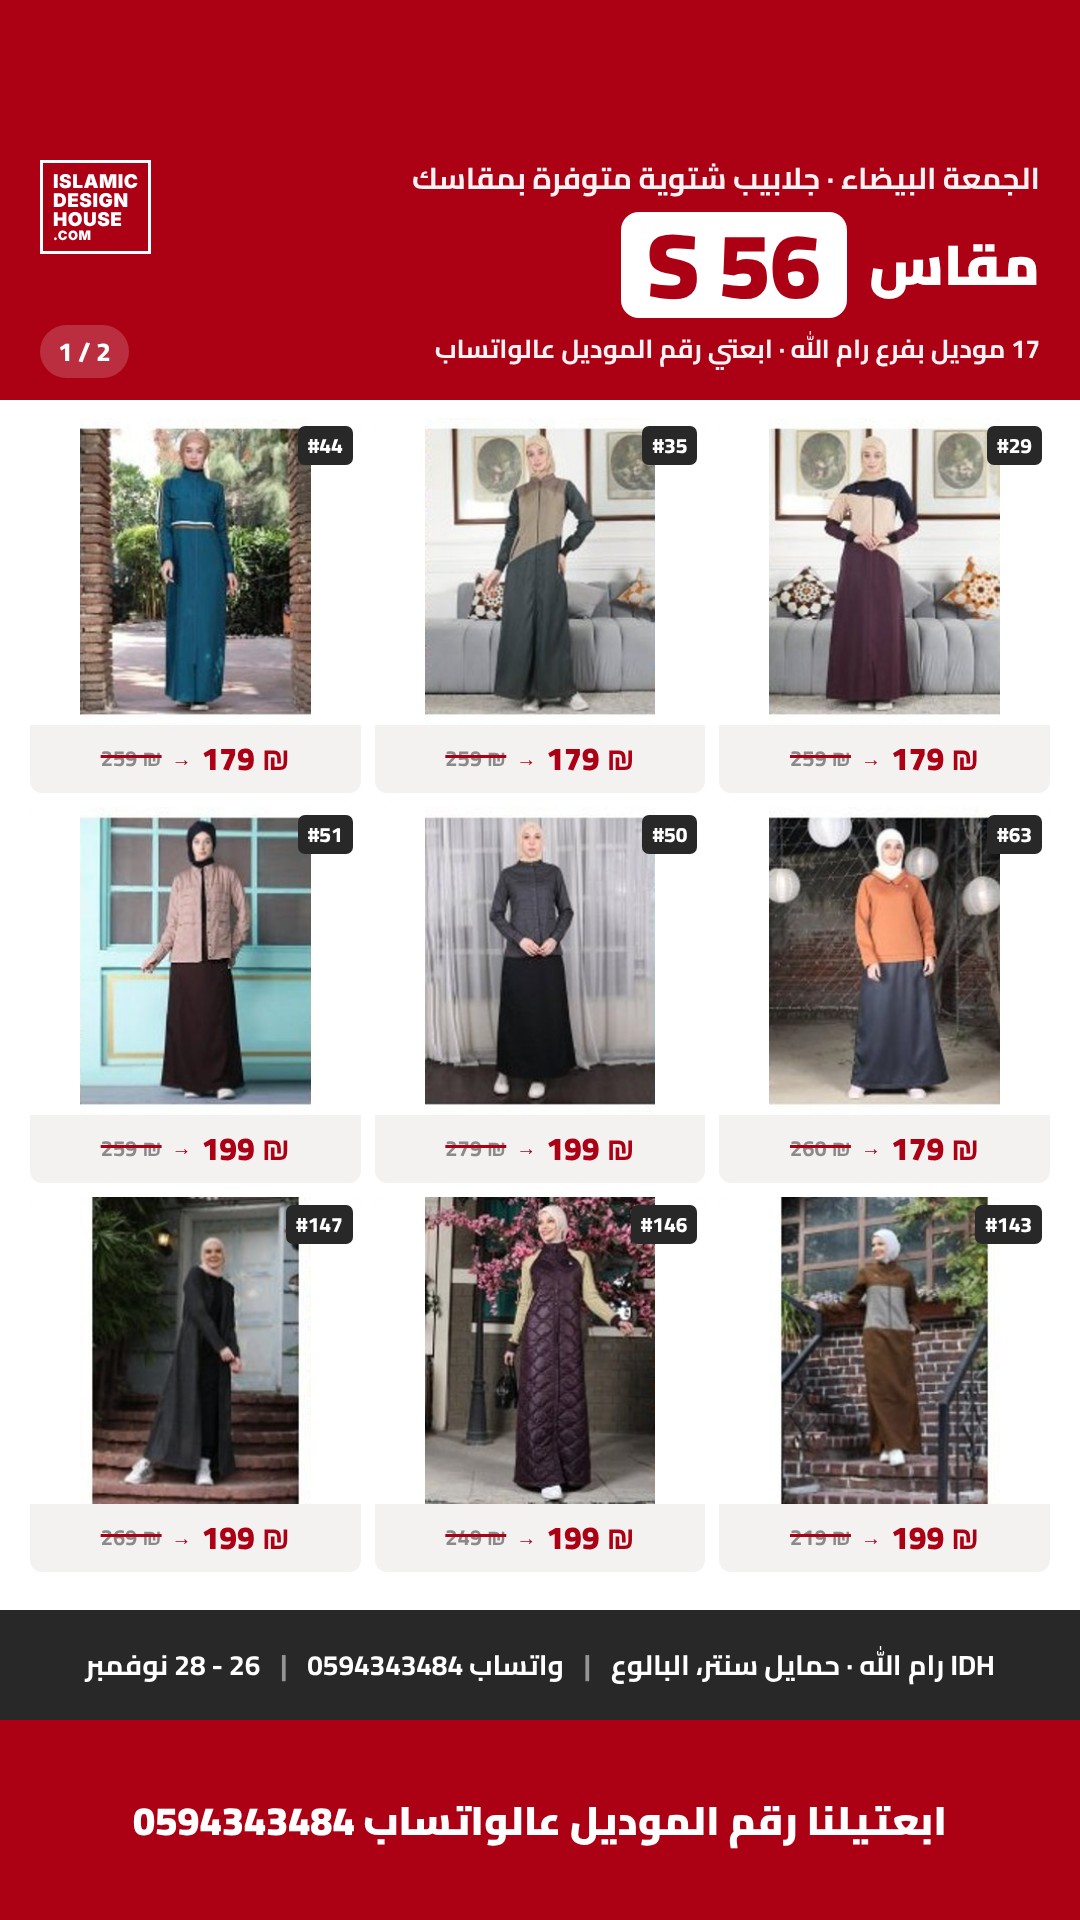 ISLAMIC
DESIGN
HOUSE
.COM
الجمعة البيضاء · جلابيب شتوية متوفرة بمقاسك
مقاس S 56
17 موديل بفرع رام الله · ابعتي رقم الموديل عالواتساب
1 / 2
#29
#35
#44
259 ₪ → 179 ₪
259 ₪ → 179 ₪
259 ₪ → 179 ₪
#63
#50
#51
260 ₪ → 179 ₪
279 ₪ → 199 ₪
259 ₪ → 199 ₪
#143
#146
#147
219 ₪ → 199 ₪
249 ₪ → 199 ₪
269 ₪ → 199 ₪
IDH رام الله · حمايل سنتر، البالوع | واتساب 0594343484 | 26 - 28 نوفمبر
ابعتيلنا رقم الموديل عالواتساب 0594343484